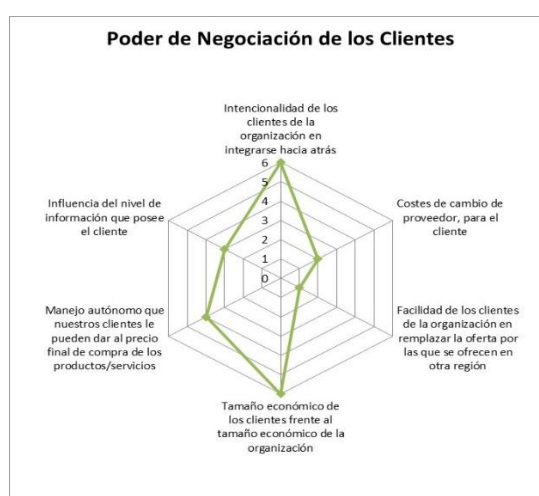 Poder de Negociación de los Clientes
Intencionalidad de los
clientes de la
organización en
integrarse hacia atrás
6
5
4
3
2
1
0
Costes de cambio de
proveedor, para el
cliente
Facilidad de los clientes
de la organización en
remplazar la oferta por
las que se ofrecen en
otra región
Tamaño económico de
los clientes frente al
tamaño económico de la
organización
Manejo autónomo que
nuestros clientes le
pueden dar al precio
final de compra de los
productos/servicios
Influencia del nivel de
información que posee
el cliente